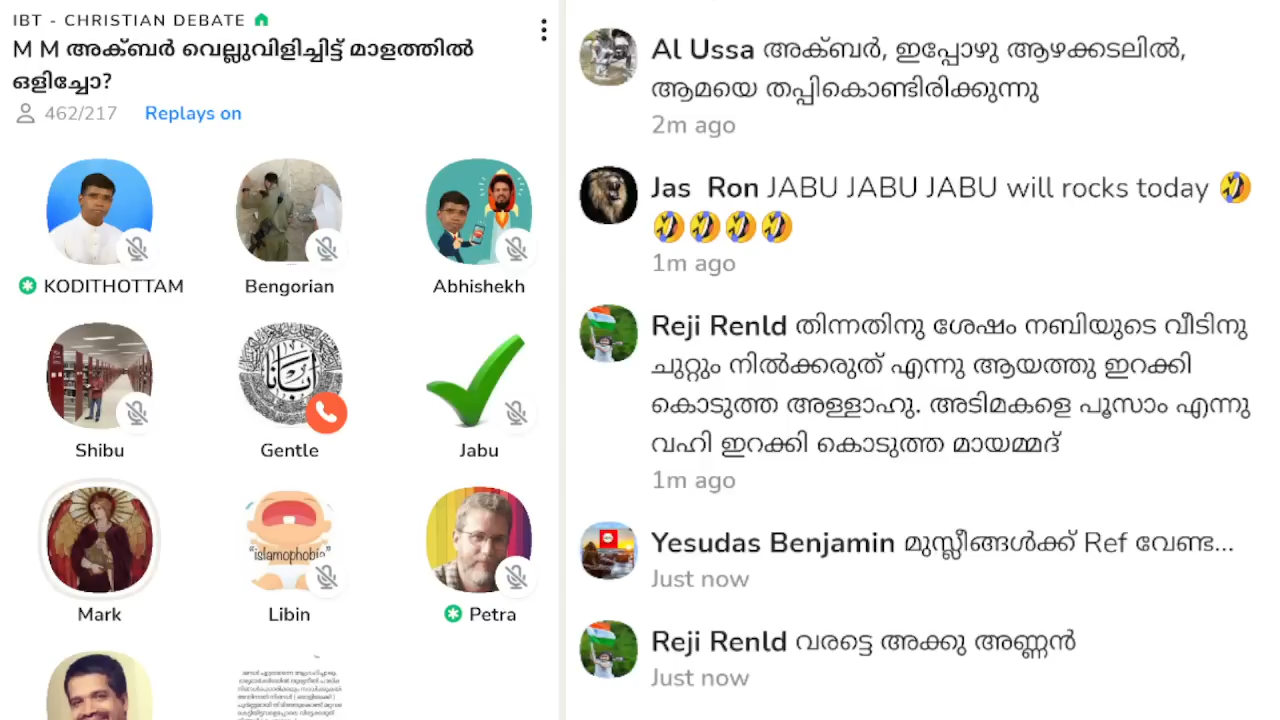 IBT - CHRISTIAN DEBATE
M M അക്ബർ വെല്ലുവിളിച്ചിട്ട് മാളത്തിൽ
ഒളിച്ചോ?
462/217 Replays on
KODITHOTTAM
Bengorian
Abhishekh
Shibu
Gentle
Jabu
Mark
"islamophobia"
Libin
Petra
Al Ussa അക്ബർ, ഇപ്പോഴു ആഴക്കടലിൽ,
ആമയെ തപ്പികൊണ്ടിരിക്കുന്നു
2m ago
Jas Ron JABU JABU JABU will rocks today 🤣
🤣🤣🤣🤣
1m ago
Reji Renld തിന്നതിനു ശേഷം നബിയുടെ വീടിനു
ചുറ്റും നിൽക്കരുത് എന്നു ആയത്തു ഇറക്കി
കൊടുത്ത അള്ളാഹു. അടിമകളെ പൂസാം എന്നു
വഹി ഇറക്കി കൊടുത്ത മായമ്മദ്
1m ago
Yesudas Benjamin മുസ്ലീങ്ങൾക്ക് Ref വേണ്ട...
Just now
Reji Renld വരട്ടെ അക്കു അണ്ണൻ
Just now